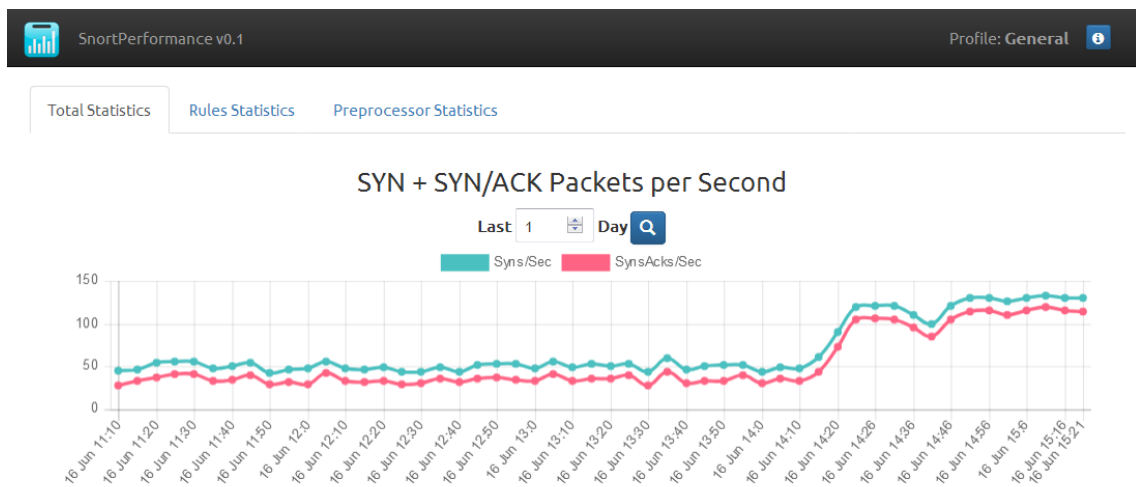 SnortPerformance v0.1 Profile: General
Total Statistics Rules Statistics Preprocessor Statistics
SYN + SYN/ACK Packets per Second
Last 1 Day
Syns/Sec SynsAcks/Sec
150
100
50
0
16 Jun 11:10 16 Jun 11:20 16 Jun 11:30 16 Jun 11:40 16 Jun 11:50 16 Jun 12:0 16 Jun 12:10 16 Jun 12:20 16 Jun 12:30 16 Jun 12:40 16 Jun 12:50 16 Jun 13:0 16 Jun 13:10 16 Jun 13:20 16 Jun 13:30 16 Jun 13:40 16 Jun 13:50 16 Jun 14:0 16 Jun 14:10 16 Jun 14:20 16 Jun 14:26 16 Jun 14:36 16 Jun 14:46 16 Jun 14:56 16 Jun 15:6 16 Jun 15:16 16 Jun 15:21